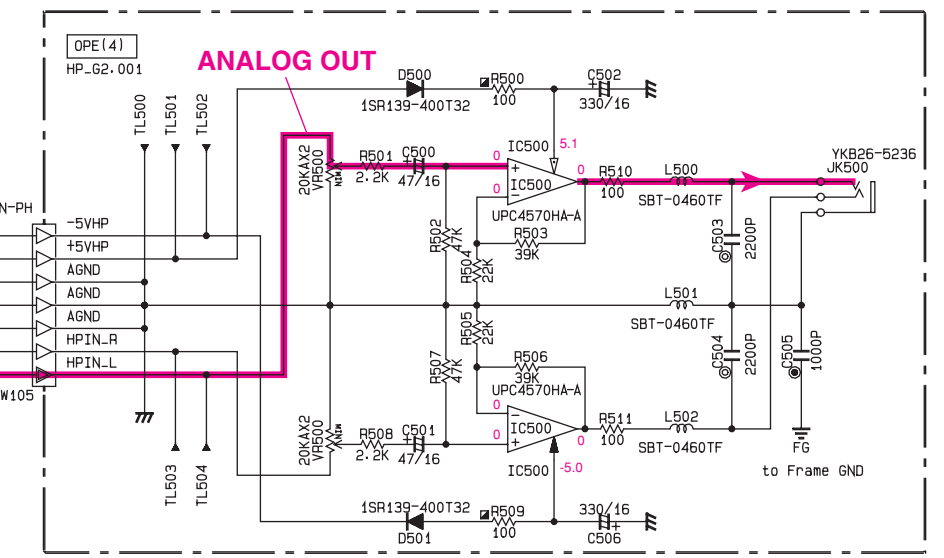 OPE(4)
HP_G2.001
ANALOG OUT
D500
1SR139-400T32
R500
100
C502
+
330/16
TL500
TL501
TL502
20KAX2
VR500
MIN
R501
2.2K
C500
+
47/16
0
IC500
5.1
+
0
IC500
-
0
UPC4570HA-A
R510
100
L500
SBT-0460TF
YKB26-5236
JK500
N-PH
-5VHP
+5VHP
AGND
AGND
AGND
HPIN_R
HPIN_L
W105
R502
47K
R503
39K
R504
22K
C503
2200P
L501
SBT-0460TF
R505
22K
R507
47K
R506
39K
UPC4570HA-A
C504
2200P
C505
1000P
20KAX2
VR500
MIN
R508
2.2K
C501
+
47/16
0
-
IC500
0
+
0
IC500
-5.0
R511
100
L502
SBT-0460TF
FG
to Frame GND
TL503
TL504
1SR139-400T32
D501
R509
100
330/16
+
C506